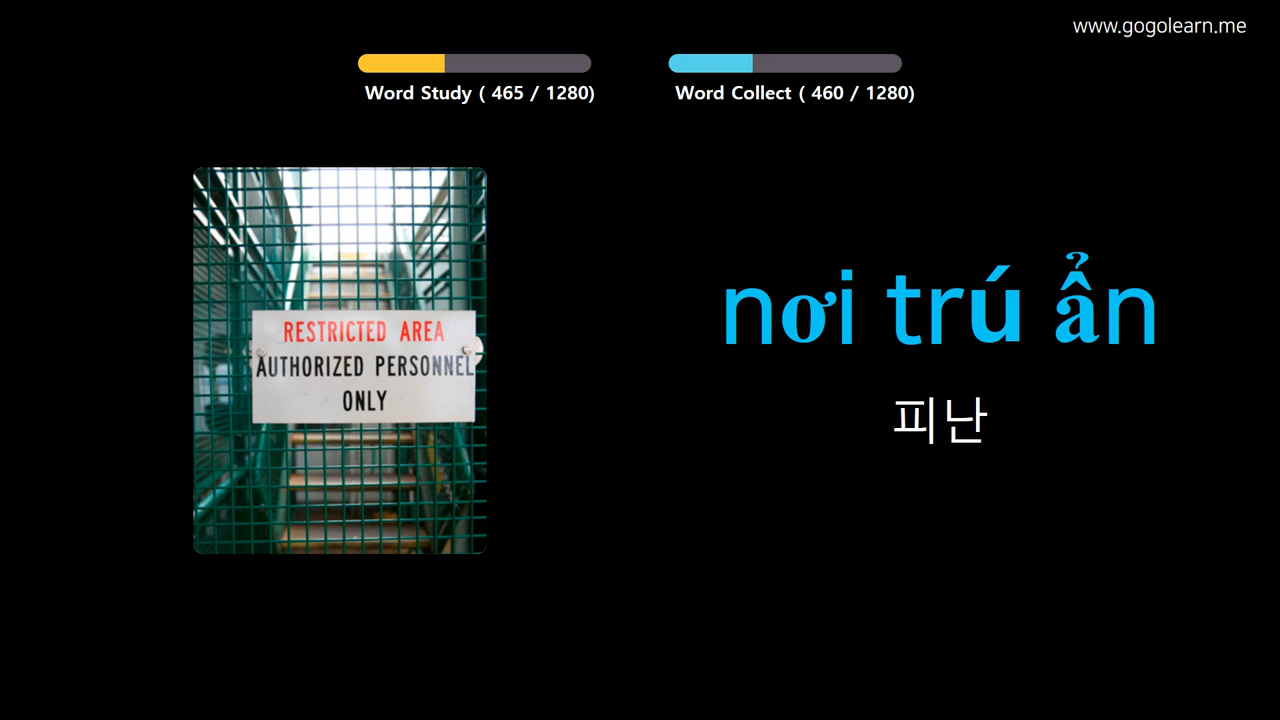 www.gogolearn.me
Word Study ( 465 / 1280)
Word Collect ( 460 / 1280)
RESTRICTED AREA
AUTHORIZED PERSONNEL
ONLY
nơi trú ẩn
피난